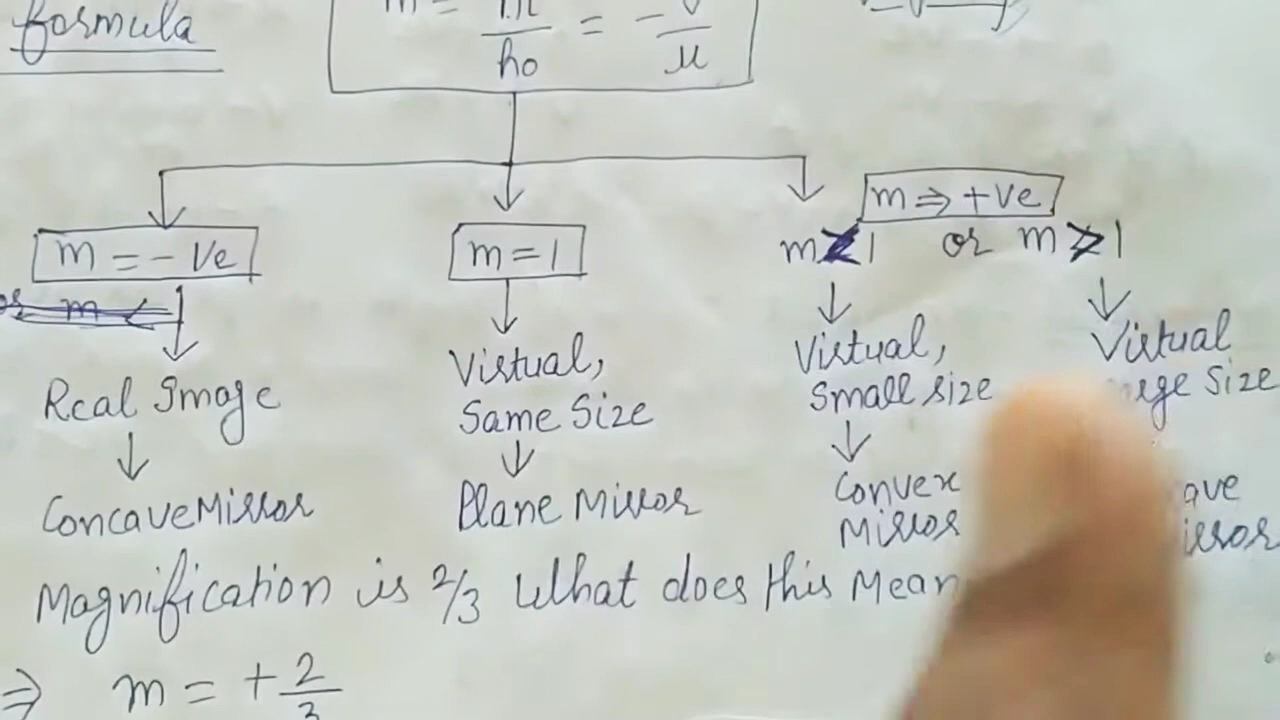 formula
m = hi/ho = -v/u
m = -ve
m = 1
m ⇒ +ve
m < 1 or m > 1
Real Image
Virtual,
Same Size
Virtual,
Small size
Virtual
Size
Concave Mirror
Plane Mirror
Convex
Mirror
Magnification is 2/3 What does this Mean
⇒ m = + 2/3